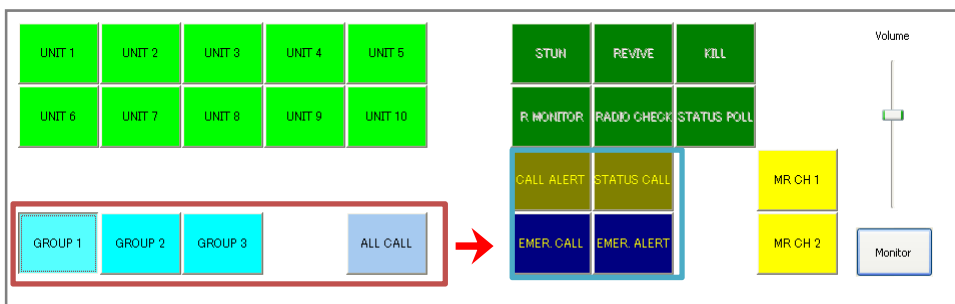 UNIT 1 UNIT 2 UNIT 3 UNIT 4 UNIT 5 STUN REVIVE KILL Volume
UNIT 6 UNIT 7 UNIT 8 UNIT 9 UNIT 10 R MONITOR RADIO CHECK STATUS POLL
CALL ALERT STATUS CALL MR CH 1
GROUP 1 GROUP 2 GROUP 3 ALL CALL EMER. CALL EMER. ALERT MR CH 2 Monitor